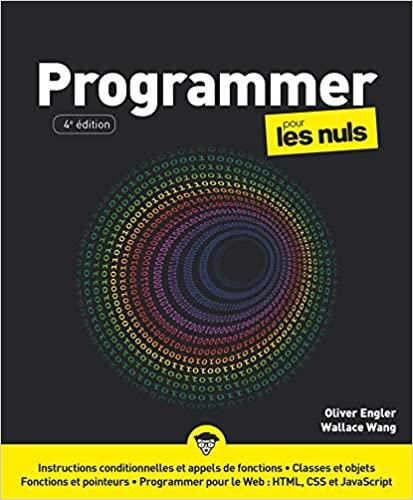 Programmer
4e édition
pour
les nuls
Oliver Engler
Wallace Wang
Instructions conditionnelles et appels de fonctions • Classes et objets
Fonctions et pointeurs • Programmer pour le Web : HTML, CSS et JavaScript